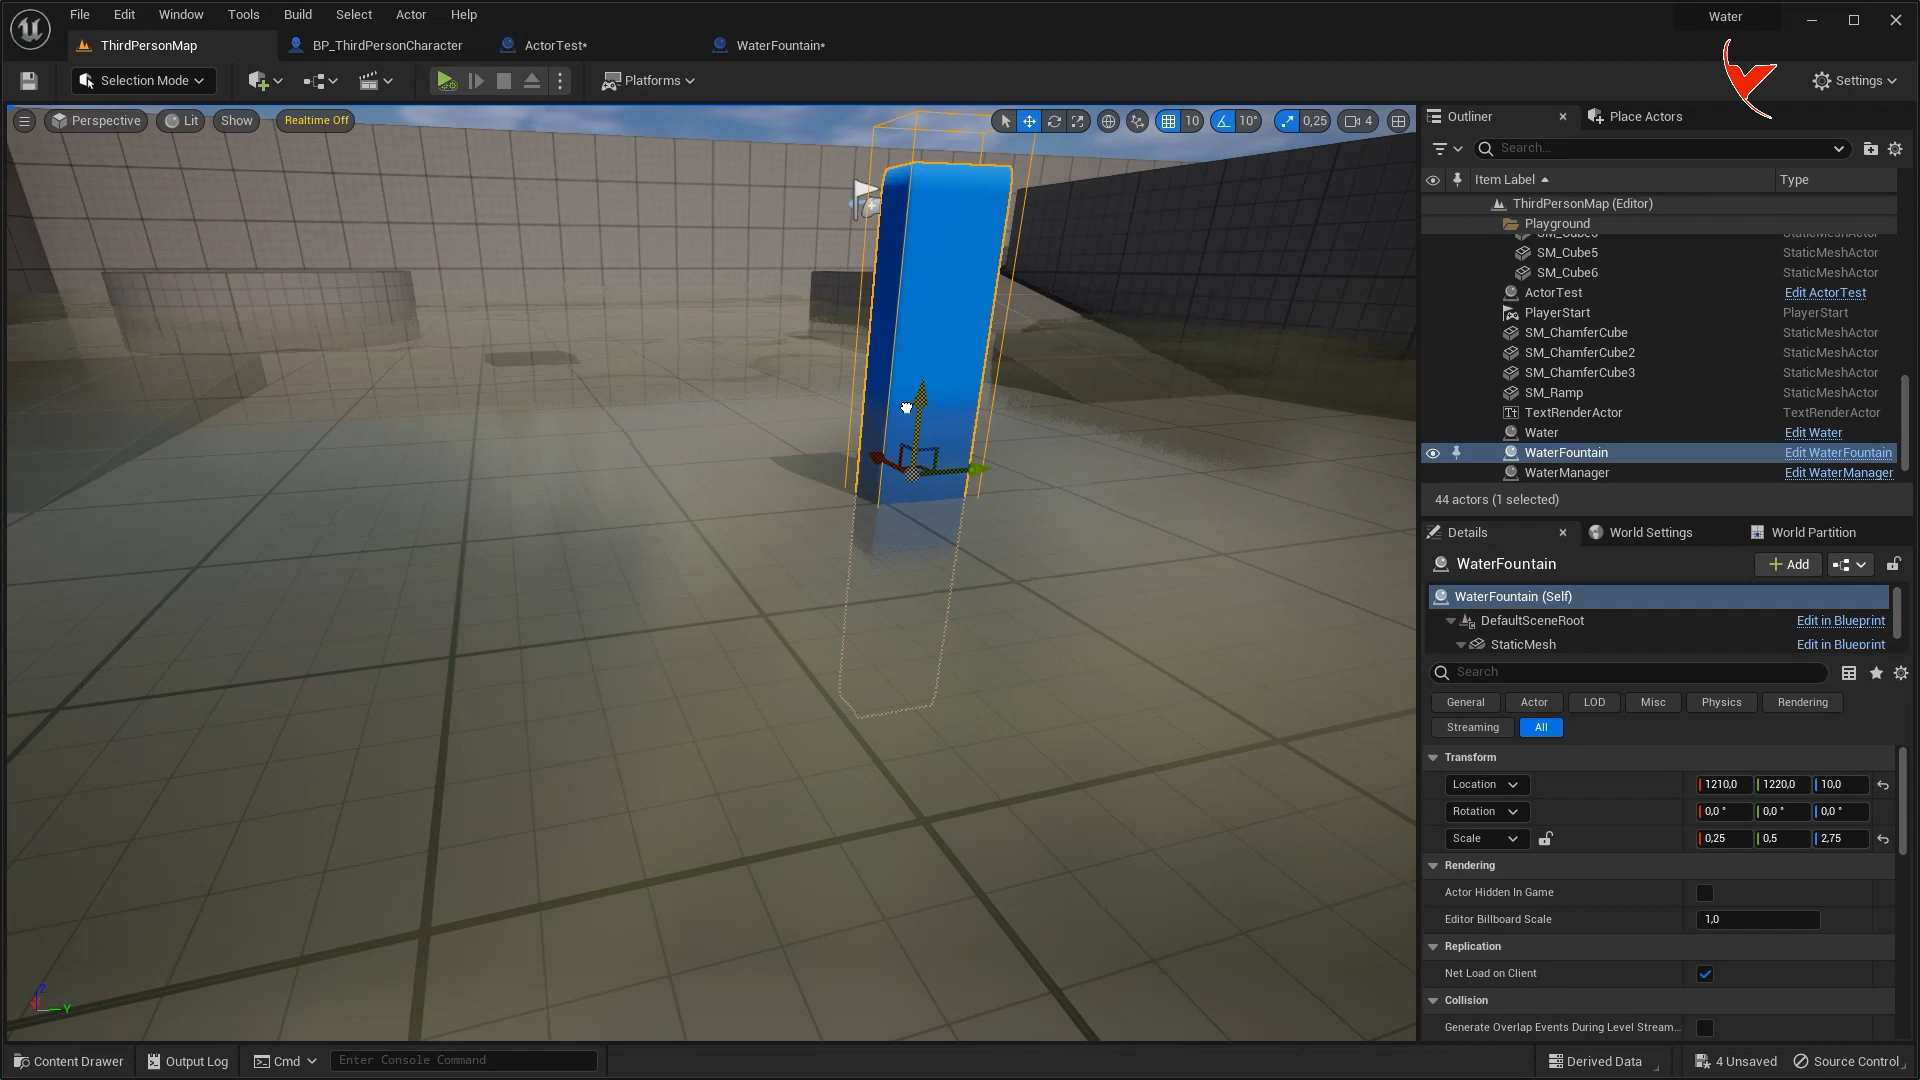 File Edit Window Tools Build Select Actor Help
Water
ThirdPersonMap
BP_ThirdPersonCharacter
ActorTest*
WaterFountain*
Selection Mode
Platforms
Settings
Perspective
Lit
Show
Realtime Off
10
10°
0,25
4
Outliner
Place Actors
Search...
Item Label
Type
ThirdPersonMap (Editor)
Playground
StaticMeshActor
SM_Cube5 StaticMeshActor
SM_Cube6 StaticMeshActor
ActorTest Edit ActorTest
PlayerStart PlayerStart
SM_ChamferCube StaticMeshActor
SM_ChamferCube2 StaticMeshActor
SM_ChamferCube3 StaticMeshActor
SM_Ramp StaticMeshActor
Tt TextRenderActor TextRenderActor
Water Edit Water
WaterFountain Edit WaterFountain
WaterManager Edit WaterManager
44 actors (1 selected)
Details
World Settings
World Partition
WaterFountain
Add
WaterFountain (Self)
DefaultSceneRoot Edit in Blueprint
StaticMesh Edit in Blueprint
Search
General Actor LOD Misc Physics Rendering
Streaming All
Transform
Location 1210,0 1220,0 10,0
Rotation 0,0 ° 0,0 ° 0,0 °
Scale 0,25 0,5 2,75
Rendering
Actor Hidden In Game
Editor Billboard Scale 1,0
Replication
Net Load on Client
Collision
Generate Overlap Events During Level Stream...
Z
Y
Content Drawer
Output Log
Cmd
Enter Console Command
Derived Data
4 Unsaved
Source Control